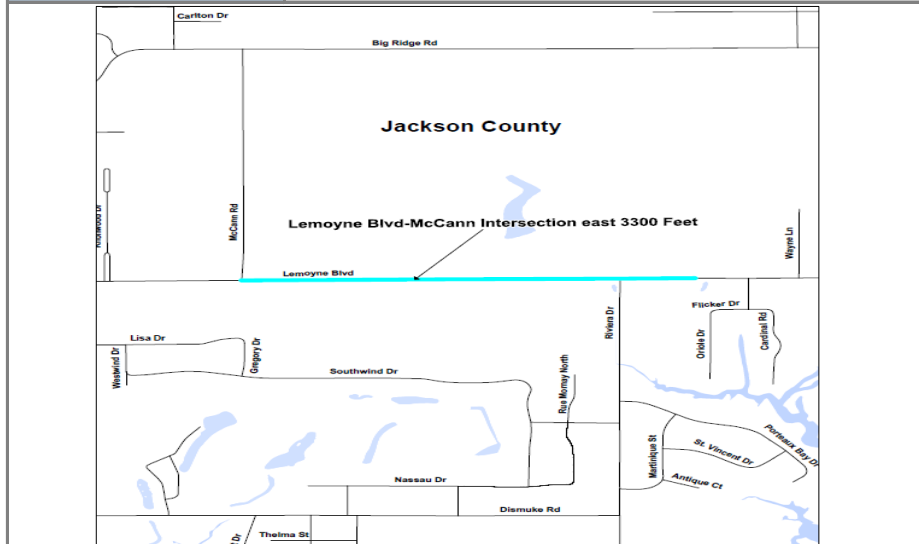 Carlton Dr
Big Ridge Rd
Jackson County
McCann Rd
Lemoyne Blvd-McCann Intersection east 3300 Feet
Wayne Ln
Lemoyne Blvd
Flicker Dr
Riviera Dr
Oriole Dr
Cardinal Rd
Lisa Dr
Westwind Dr
Gregory Dr
Southwind Dr
Rue Mornay North
Martinique St
St. Vincent Dr
Porteaux Bay Dr
Antique Ct
Nassau Dr
Dismuke Rd
Thelma St